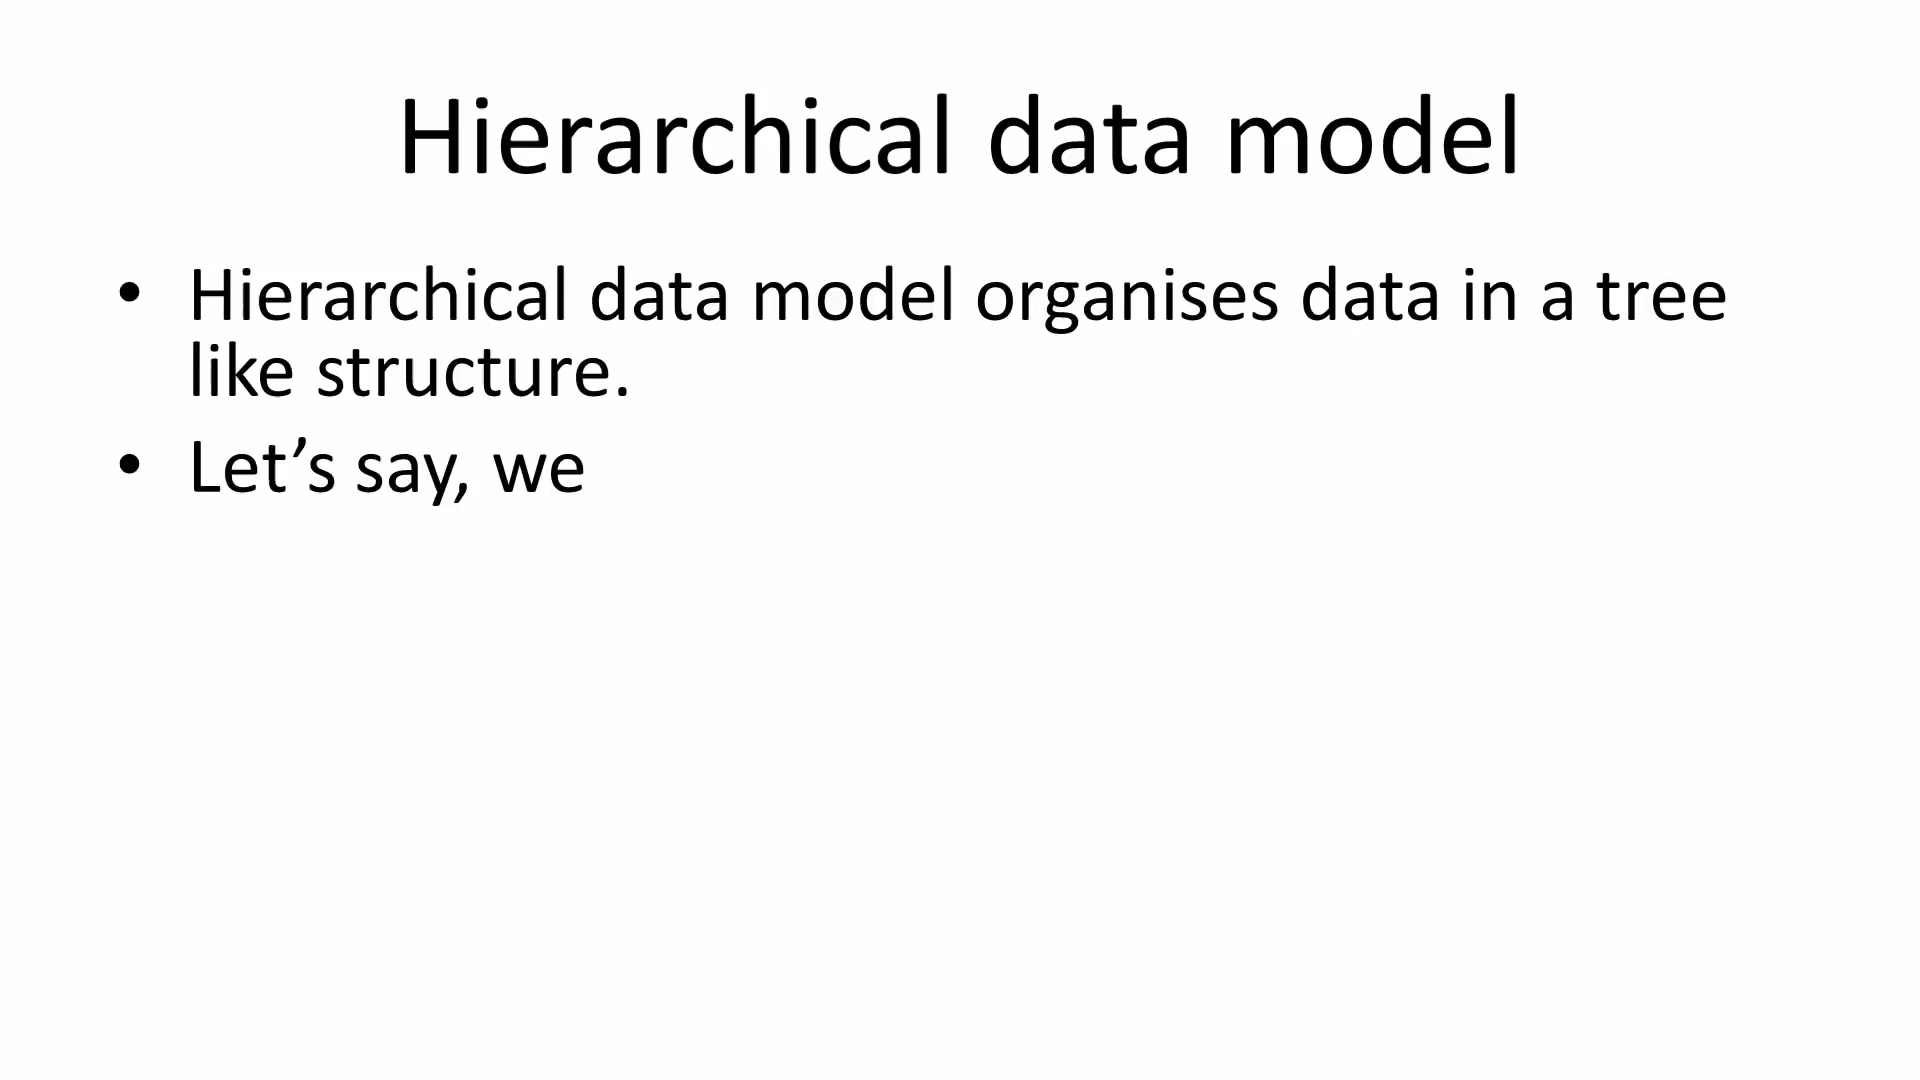 Hierarchical data model
• Hierarchical data model organises data in a tree
like structure.
• Let’s say, we